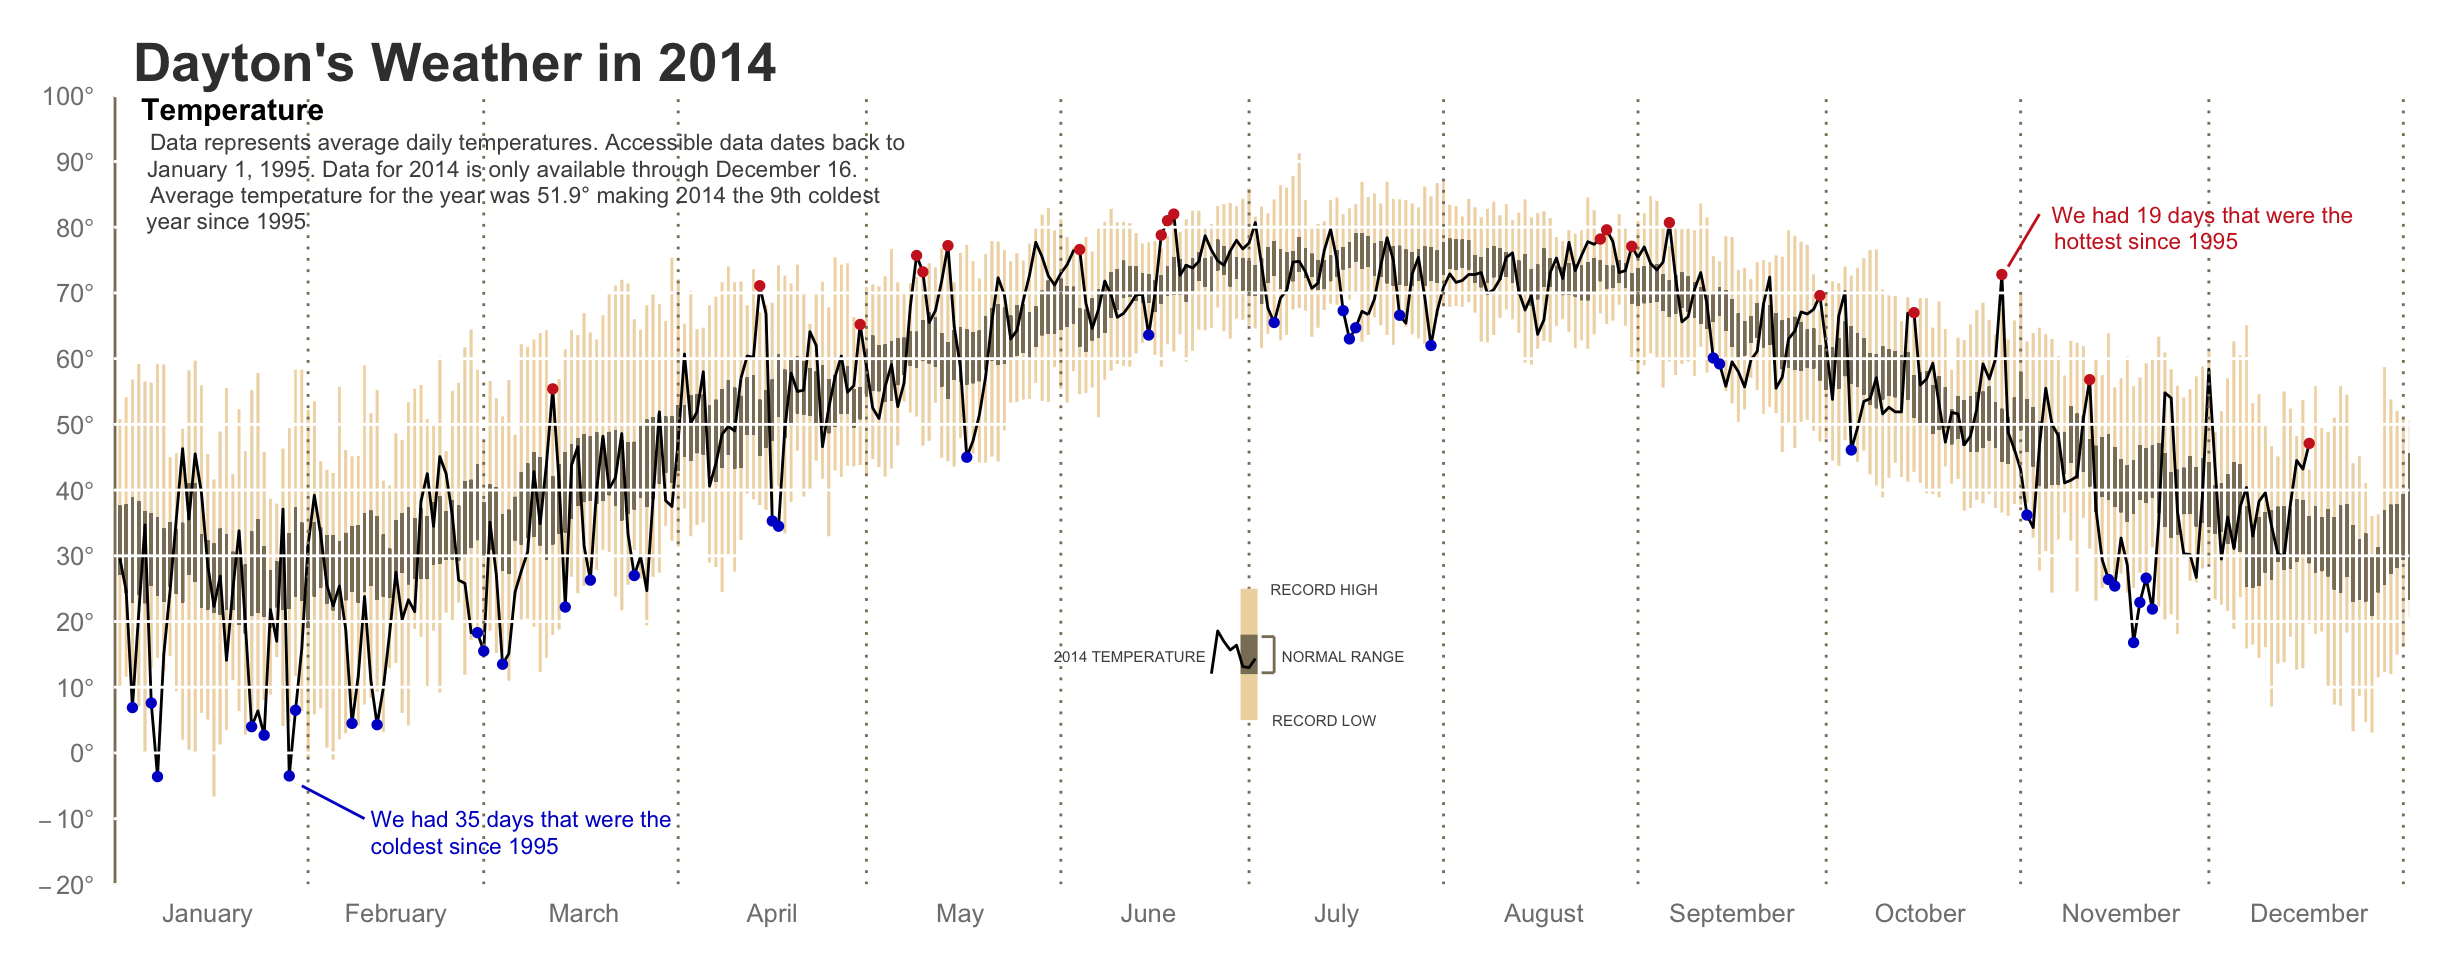 Dayton's Weather in 2014
Temperature
Data represents average daily temperatures. Accessible data dates back to
January 1, 1995. Data for 2014 is only available through December 16.
Average temperature for the year was 51.9° making 2014 the 9th coldest
year since 1995
100°
90°
80°
70°
60°
50°
40°
30°
20°
10°
0°
−10°
−20°
We had 19 days that were the
hottest since 1995
RECORD HIGH
2014 TEMPERATURE
NORMAL RANGE
RECORD LOW
We had 35 days that were the
coldest since 1995
January
February
March
April
May
June
July
August
September
October
November
December